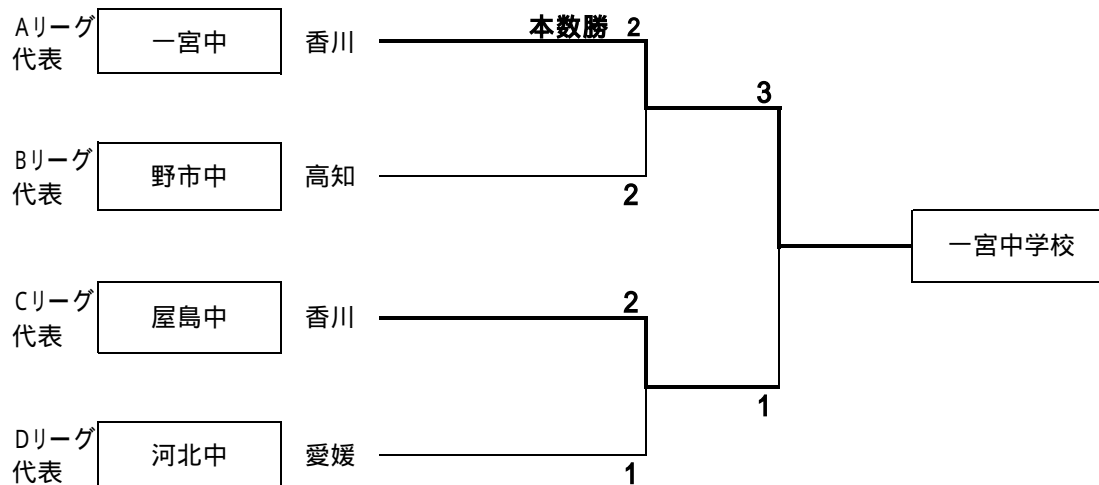 Aリーグ
代表
一宮中
香川
本数勝 2
3
Bリーグ
代表
野市中
高知
2
一宮中学校
Cリーグ
代表
屋島中
香川
2
1
Dリーグ
代表
河北中
愛媛
1